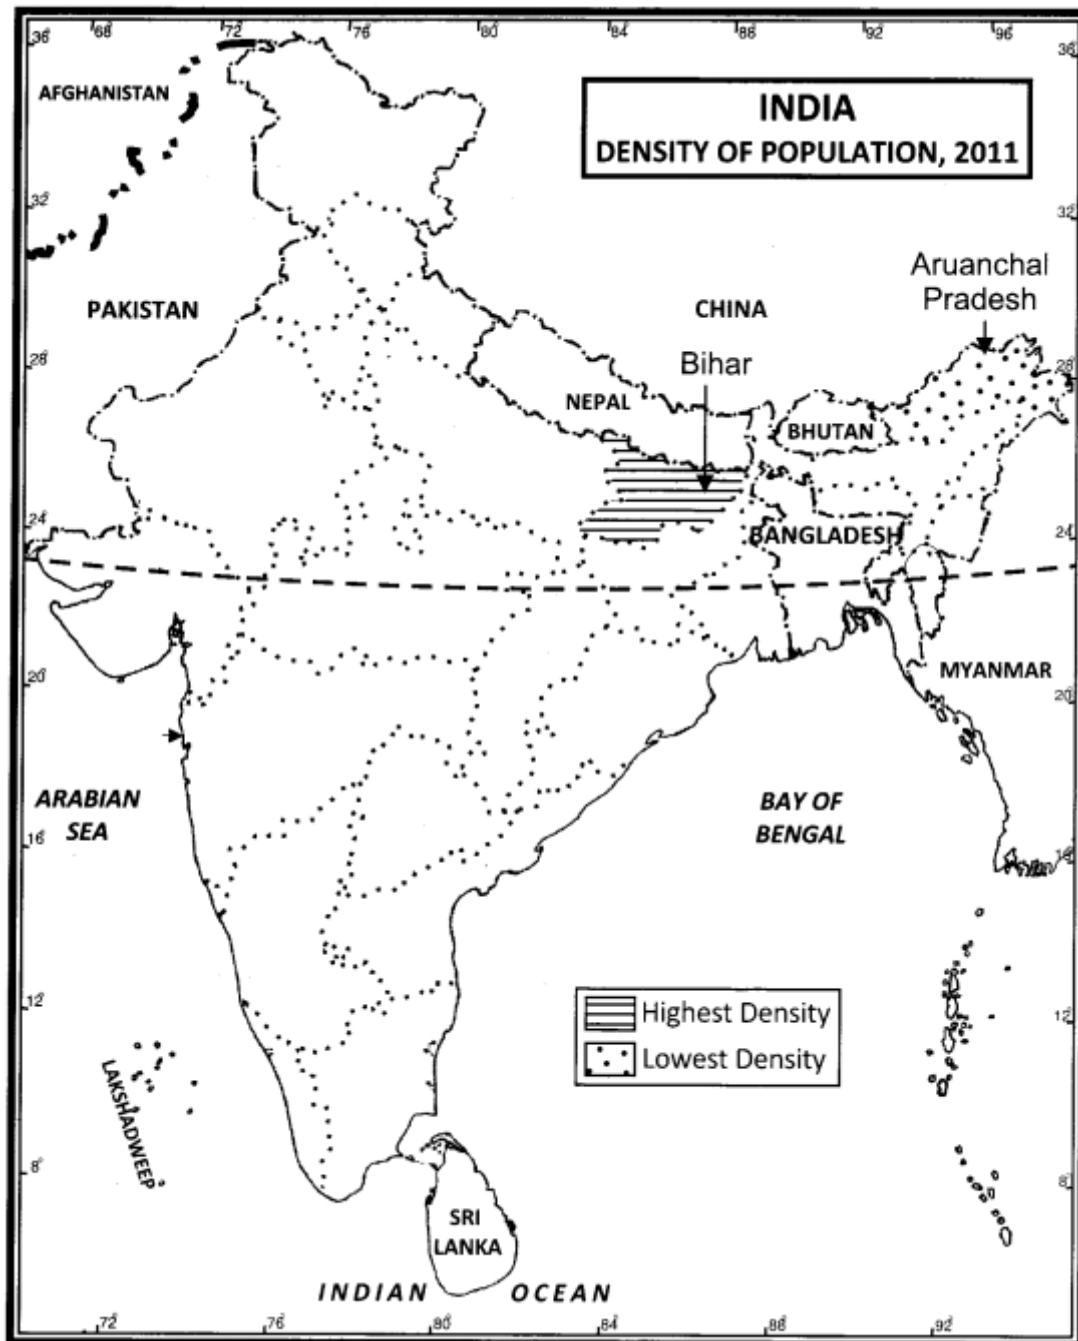 68 72 76 80 84 88 92 96
36° 36
AFGHANISTAN
INDIA
DENSITY OF POPULATION, 2011
32 32
Aruanchal
Pradesh
PAKISTAN
CHINA
28 28
Bihar
NEPAL
BHUTAN
24 24
BANGLADESH
MYANMAR
20 20
ARABIAN
SEA
BAY OF
BENGAL
16
12 12
Highest Density
Lowest Density
LAKSHADWEEP
8 8
SRI
LANKA
INDIAN OCEAN
72 76 80 84 88 92